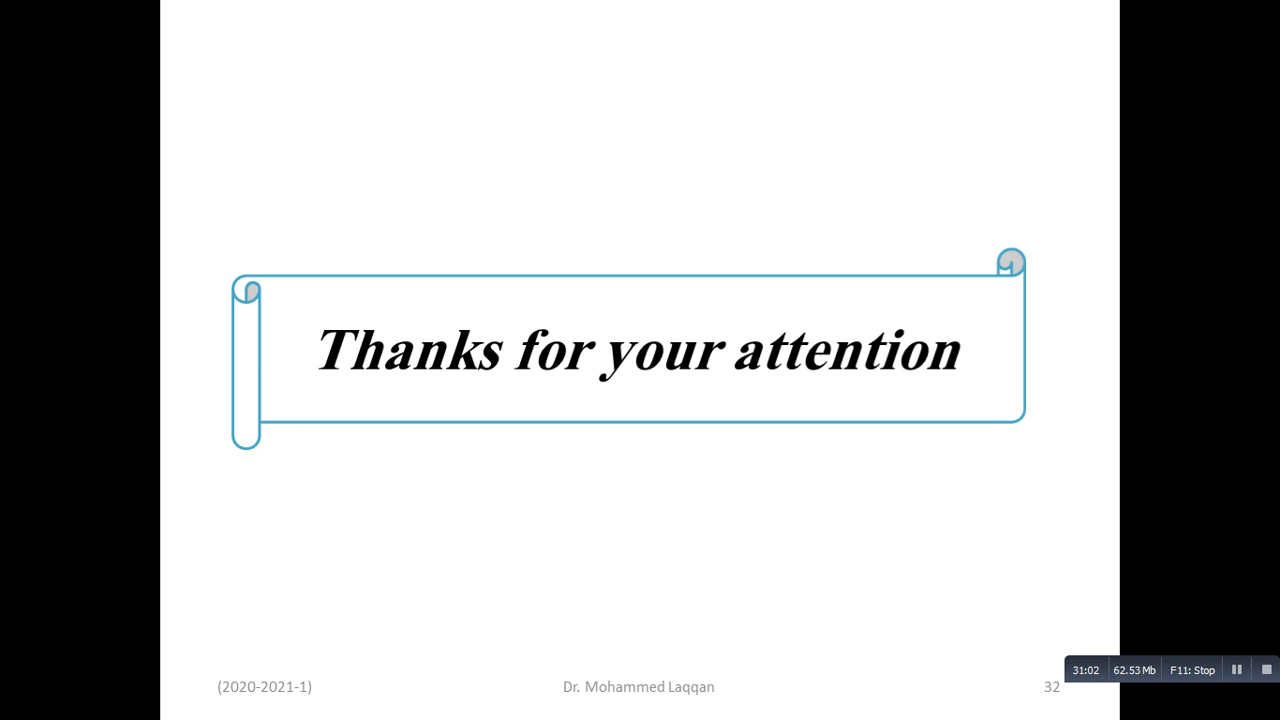 Thanks for your attention
(2020-2021-1) Dr. Mohammed Laqqan 32
31:02 62.53 Mb F11: Stop